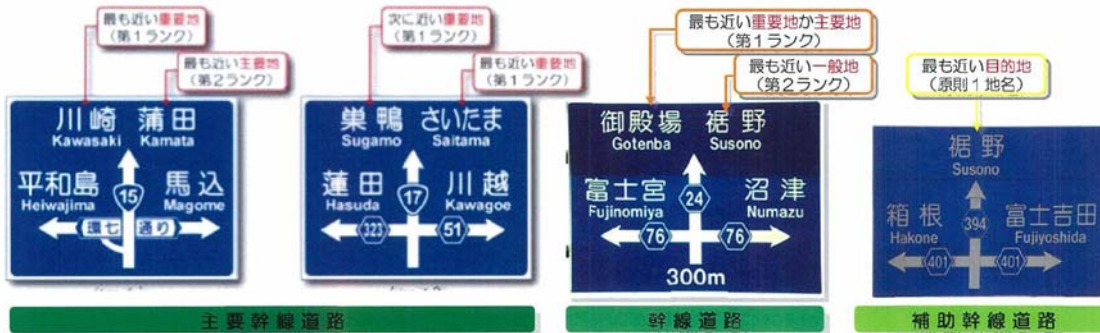 最も近い重要地
(第1ランク)
最も近い主要地
(第2ランク)
川崎 蒲田
Kawasaki Kamata
平和島
Heiwajima
15
馬込
Magome
環七 通り
次に近い重要地
(第1ランク)
最も近い重要地
(第1ランク)
巣鴨 さいたま
Sugamo Saitama
蓮田
Hasuda
17
川越
Kawagoe
323
51
主要幹線道路
最も近い重要地か主要地
(第1ランク)
最も近い一般地
(第2ランク)
御殿場 裾野
Gotenba Susono
富士宮
Fujinomiya
24
沼津
Numazu
76
76
300m
幹線道路
最も近い目的地
(原則1地名)
裾野
Susono
箱根
Hakone
394
富士吉田
Fujiyoshida
401
401
補助幹線道路